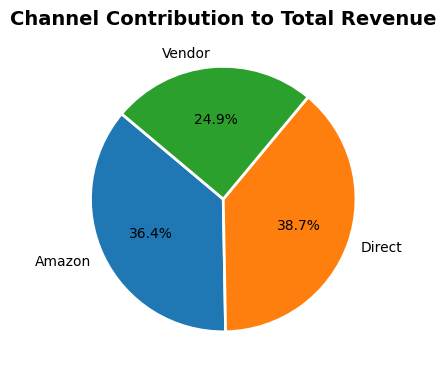 Channel Contribution to Total Revenue
Vendor
24.9%
36.4%
38.7%
Amazon
Direct